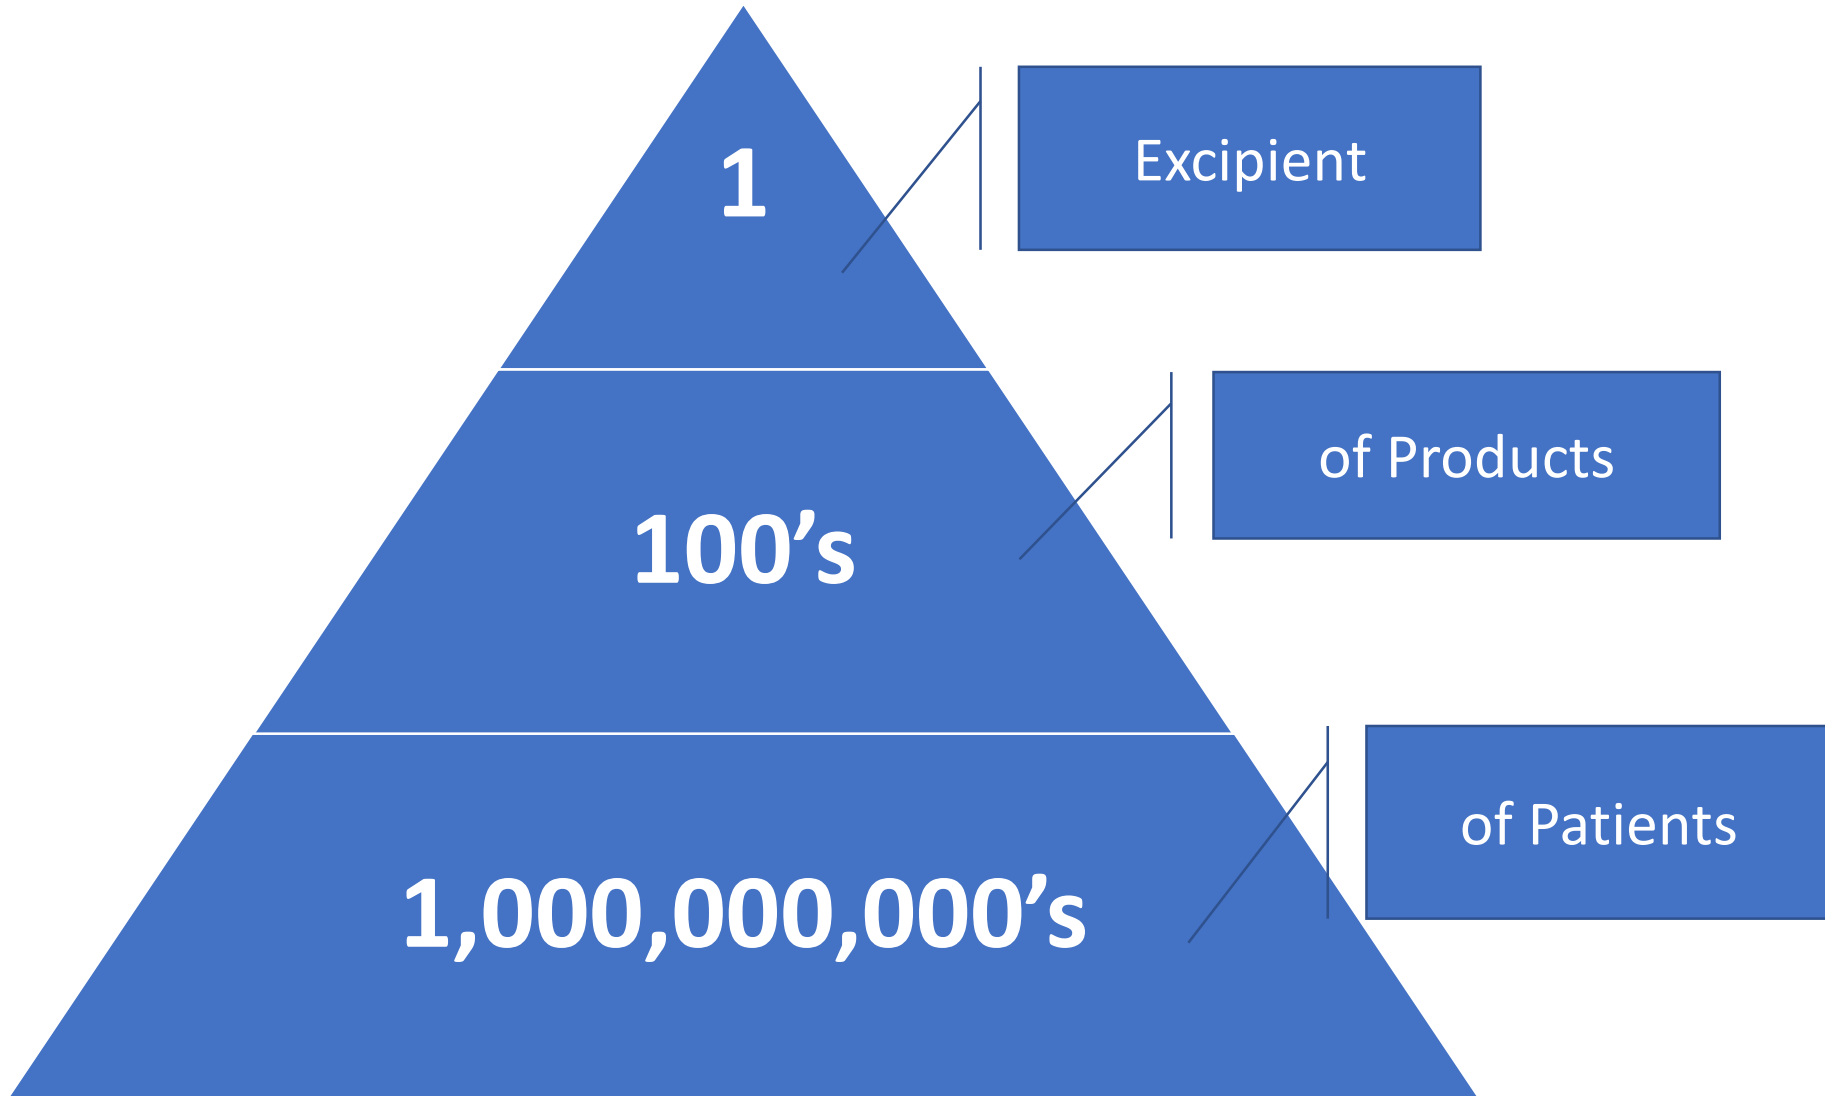 1
Excipient
100’s
of Products
1,000,000,000’s
of Patients